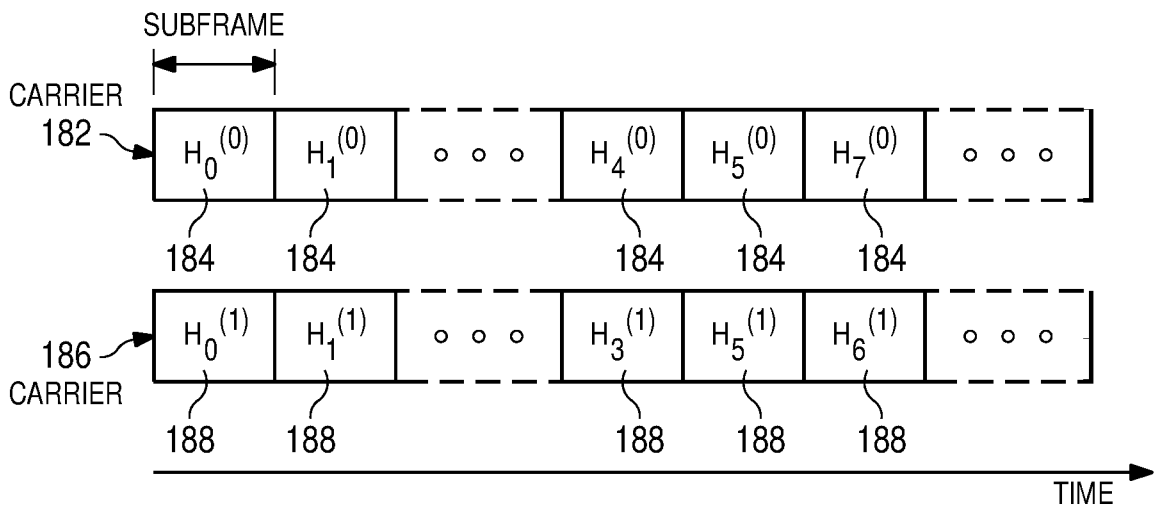 SUBFRAME
CARRIER
182
H₀⁽⁰⁾ H₁⁽⁰⁾ H₄⁽⁰⁾ H₅⁽⁰⁾ H₇⁽⁰⁾
184 184 184 184 184
H₀⁽¹⁾ H₁⁽¹⁾ H₃⁽¹⁾ H₅⁽¹⁾ H₆⁽¹⁾
186
CARRIER
188 188 188 188 188
TIME